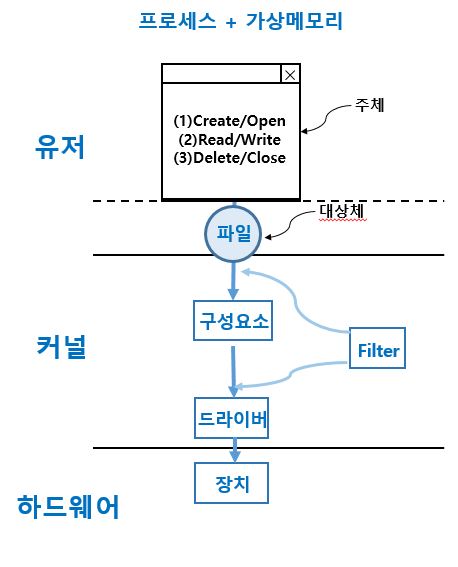 프로세스 + 가상메모리
(1)Create/Open
(2)Read/Write
(3)Delete/Close
주체
유저
파일
대상체
구성요소
커널
Filter
드라이버
장치
하드웨어